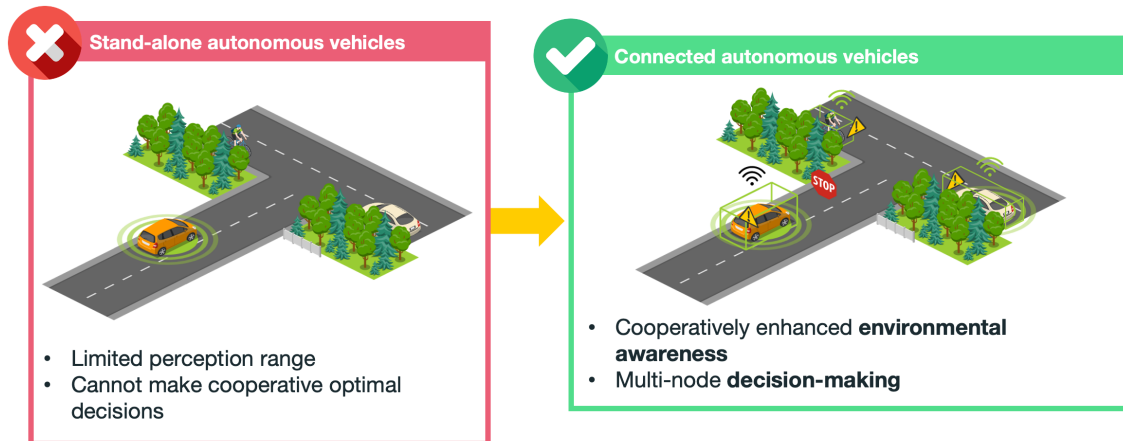 Stand-alone autonomous vehicles
• Limited perception range
• Cannot make cooperative optimal
decisions
Connected autonomous vehicles
STOP
• Cooperatively enhanced environmental
awareness
• Multi-node decision-making